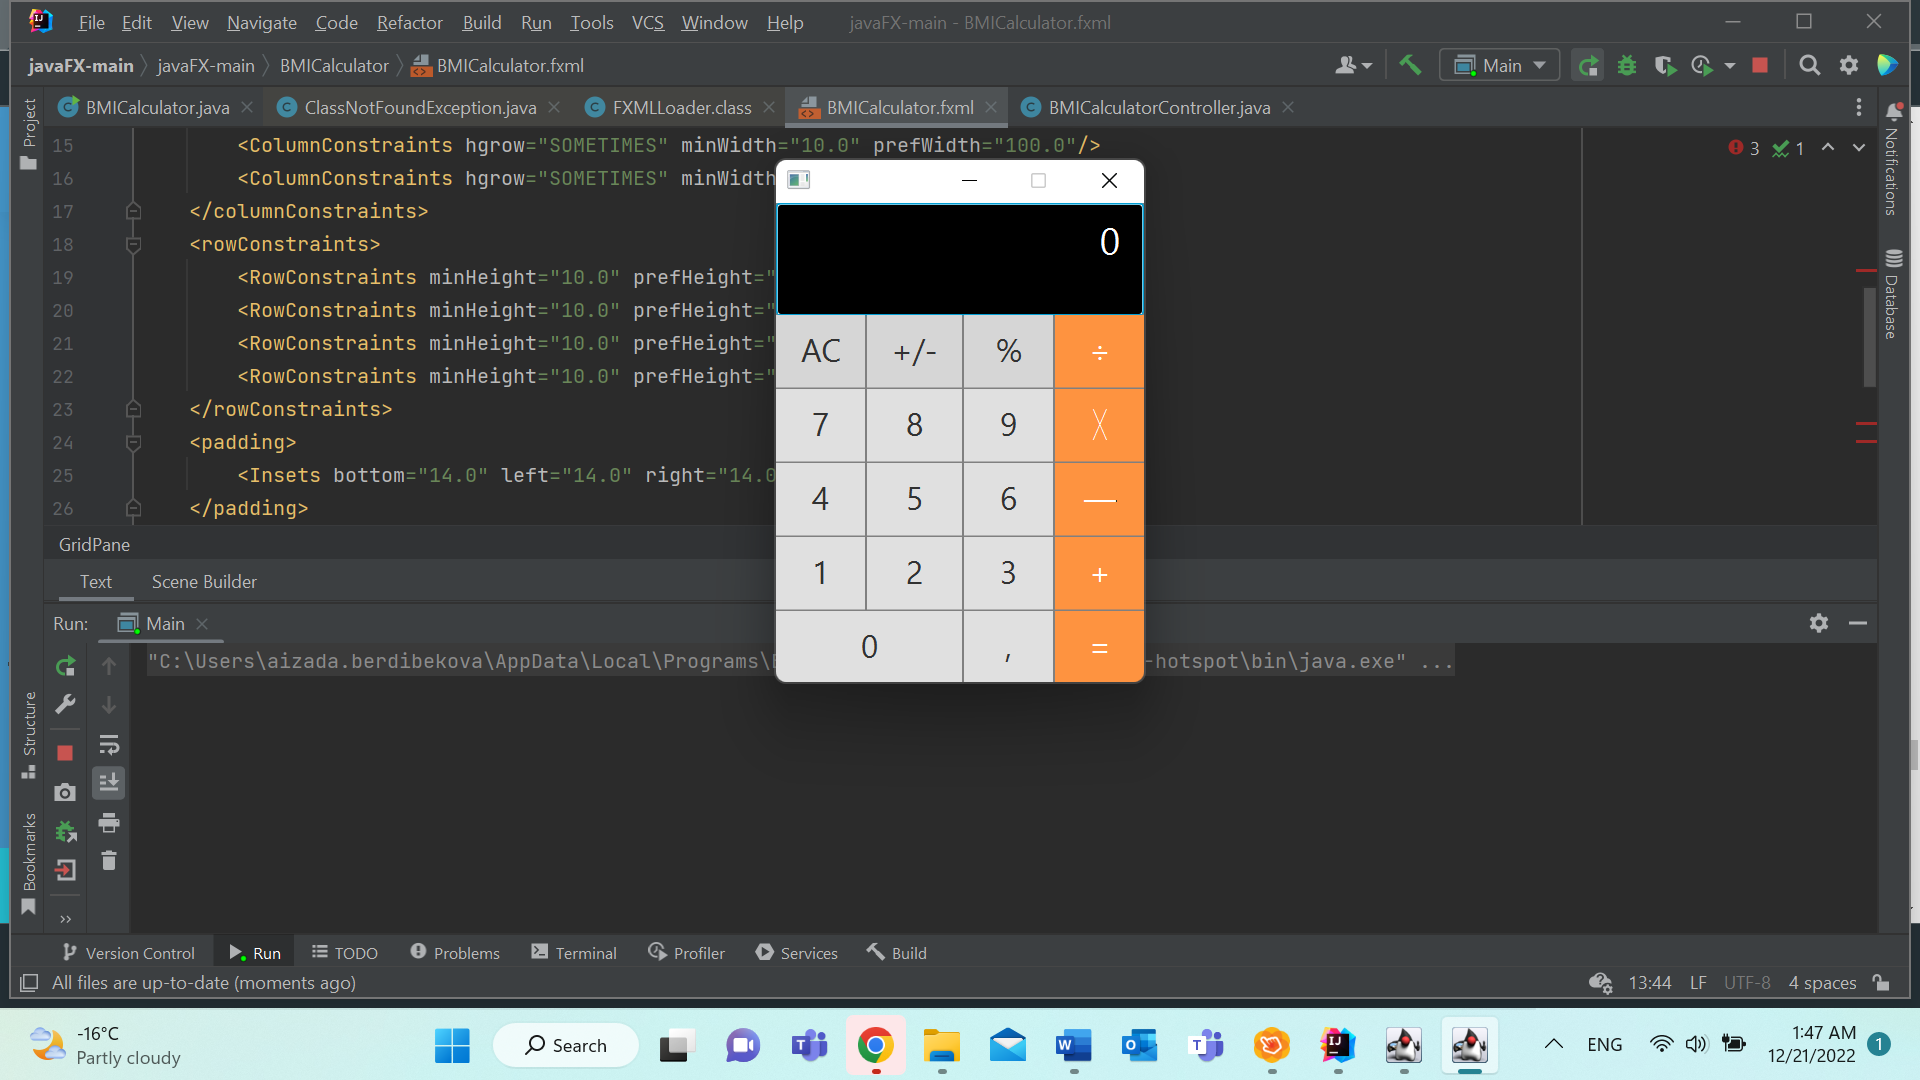 File Edit View Navigate Code Refactor Build Run Tools VCS Window Help javaFX-main - BMICalculator.fxml
javaFX-main javaFX-main BMICalculator BMICalculator.fxml Main
BMICalculator.java ClassNotFoundException.java FXMLLoader.class BMICalculator.fxml BMICalculatorController.java
Project
Notifications
Database
Structure
Bookmarks
3 1
15 <ColumnConstraints hgrow="SOMETIMES" minWidth="10.0" prefWidth="100.0"/>
16 <ColumnConstraints hgrow="SOMETIMES" minWidth
17 </columnConstraints>
18 <rowConstraints>
19 <RowConstraints minHeight="10.0" prefHeight="
20 <RowConstraints minHeight="10.0" prefHeight="
21 <RowConstraints minHeight="10.0" prefHeight="
22 <RowConstraints minHeight="10.0" prefHeight="
23 </rowConstraints>
24 <padding>
25 <Insets bottom="14.0" left="14.0" right="14.0
26 </padding>
GridPane
Text Scene Builder
Run: Main
"C:\Users\aizada.berdibekova\AppData\Local\Programs\ -hotspot\bin\java.exe" ...
0
AC +/- % ÷
7 8 9 X
4 5 6 —
1 2 3 +
0 , =
Version Control Run TODO Problems Terminal Profiler Services Build
All files are up-to-date (moments ago) 13:44 LF UTF-8 4 spaces
-16°C
Partly cloudy
Search
ENG
1:47 AM
12/21/2022
1